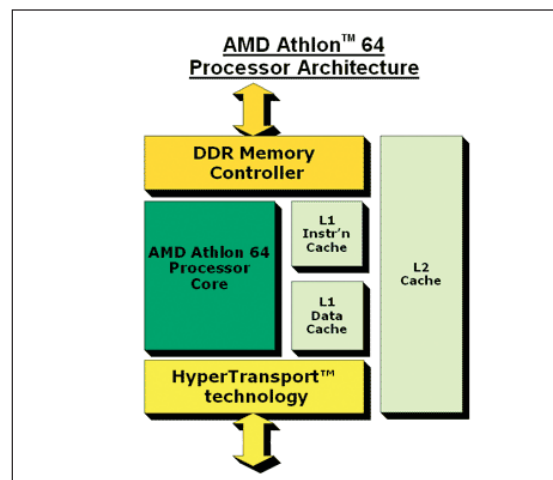 AMD Athlon™ 64
Processor Architecture
DDR Memory
Controller
AMD Athlon 64
Processor
Core
L1
Instr'n
Cache
L1
Data
Cache
L2
Cache
HyperTransport™
technology